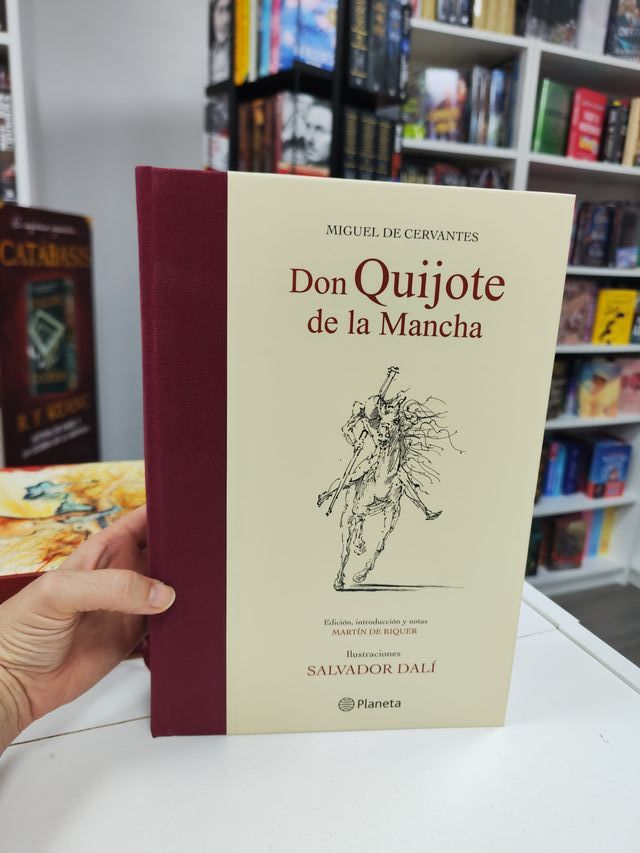 MIGUEL DE CERVANTES
Don Quijote
de la Mancha
Edición, introducción y notas
MARTÍN DE RIQUER
Ilustraciones
SALVADOR DALÍ
Planeta
CATABASIS
R. F. KUANG